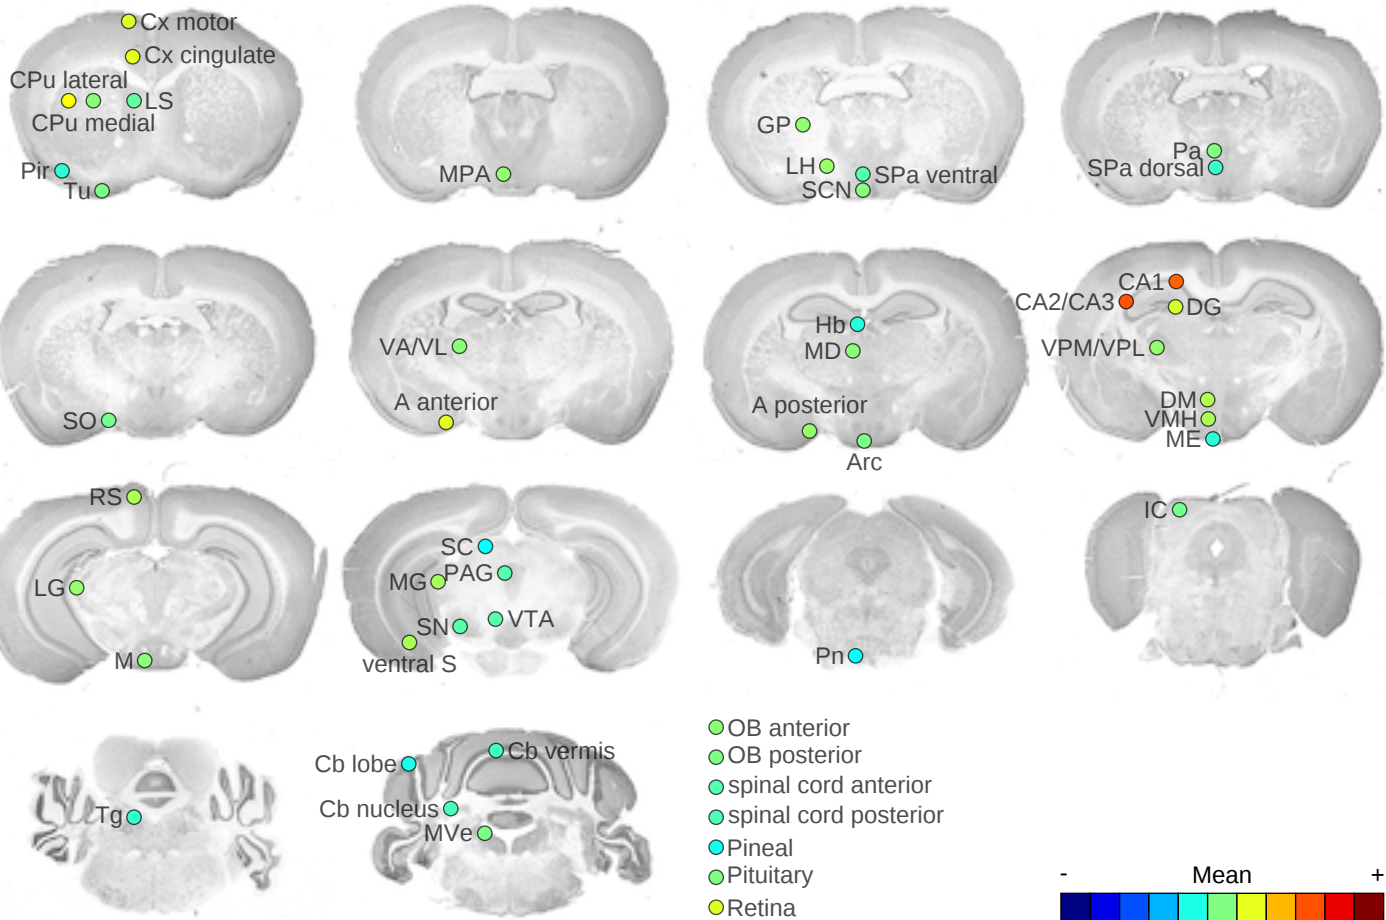 Cx motor
Cx cingulate
CPu lateral
LS
CPu medial
Pir
Tu
MPA
GP
LH
SPa ventral
SCN
Pa
SPa dorsal
SO
VA/VL
A anterior
Hb
MD
A posterior
Arc
CA1
CA2/CA3
DG
VPM/VPL
DM
VMH
ME
RS
LG
M
SC
PAG
MG
VTA
SN
ventral S
Pn
IC
Tg
Cb vermis
Cb lobe
Cb nucleus
MVe
OB anterior
OB posterior
spinal cord anterior
spinal cord posterior
Pineal
Pituitary
Retina
- Mean +